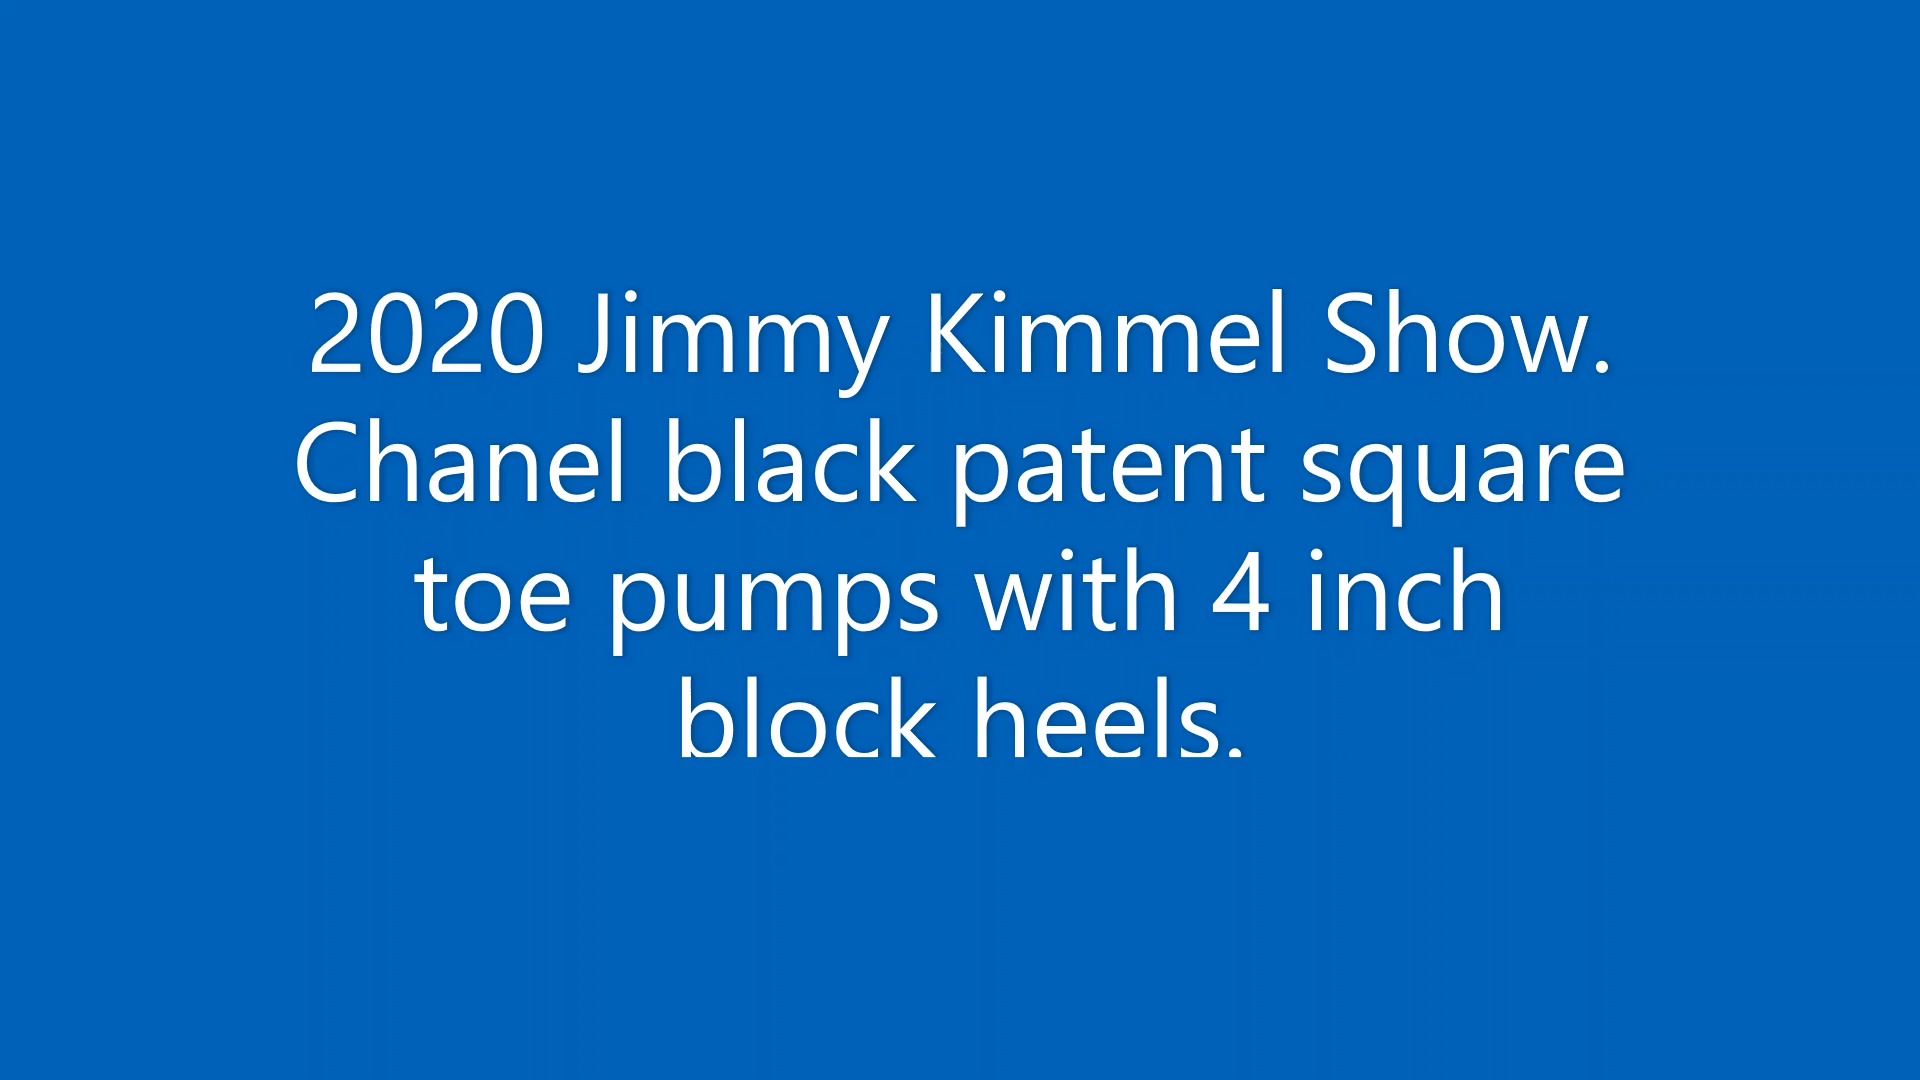 2020 Jimmy Kimmel Show.
Chanel black patent square
toe pumps with 4 inch
block heels.